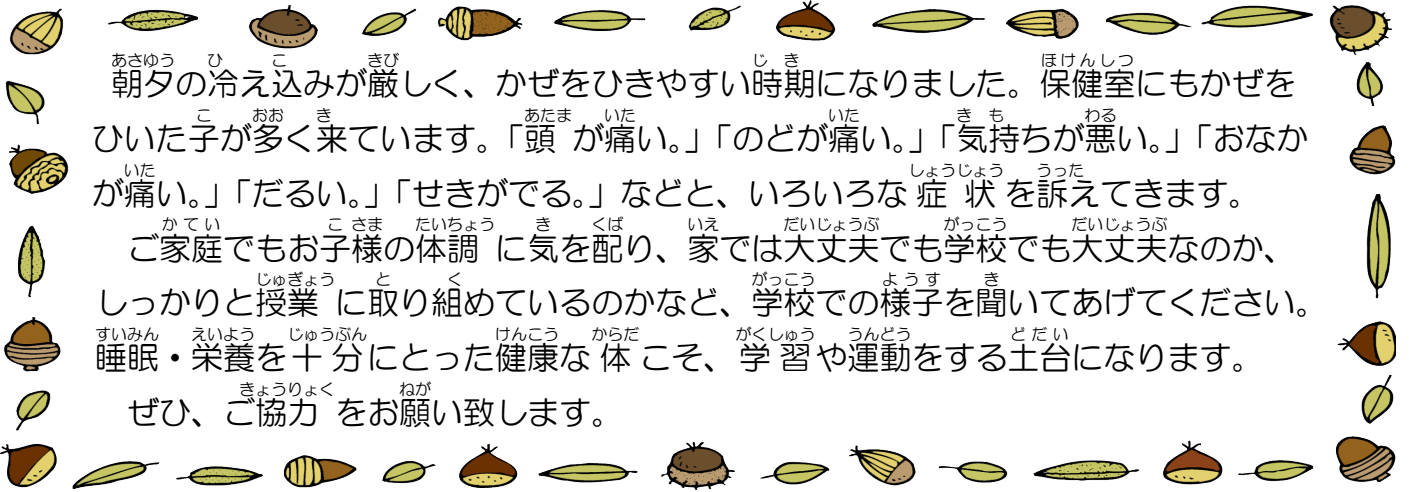 朝夕の冷え込みが厳しく、かぜをひきやすい時期になりました。保健室にもかぜを
ひいた子が多く来ています。「頭が痛い。」「のどが痛い。」「気持ちが悪い。」「おなか
が痛い。」「だるい。」「せきがでる。」などと、いろいろな症状を訴えてきます。
ご家庭でもお子様の体調に気を配り、家では大丈夫でも学校でも大丈夫なのか、
しっかりと授業に取り組めているのかなど、学校での様子を聞いてあげてください。
睡眠・栄養を十分にとった健康な体こそ、学習や運動をする土台になります。
ぜひ、ご協力をお願い致します。